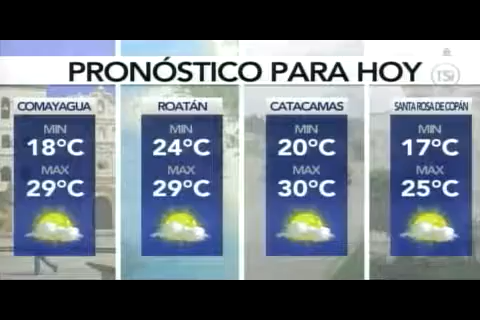 PRONÓSTICO PARA HOY
TSi
COMAYAGUA
MIN
18°C
MAX
29°C
ROATÁN
MIN
24°C
MAX
29°C
CATACAMAS
MIN
20°C
MAX
30°C
SANTA ROSA DE COPÁN
MIN
17°C
MAX
25°C